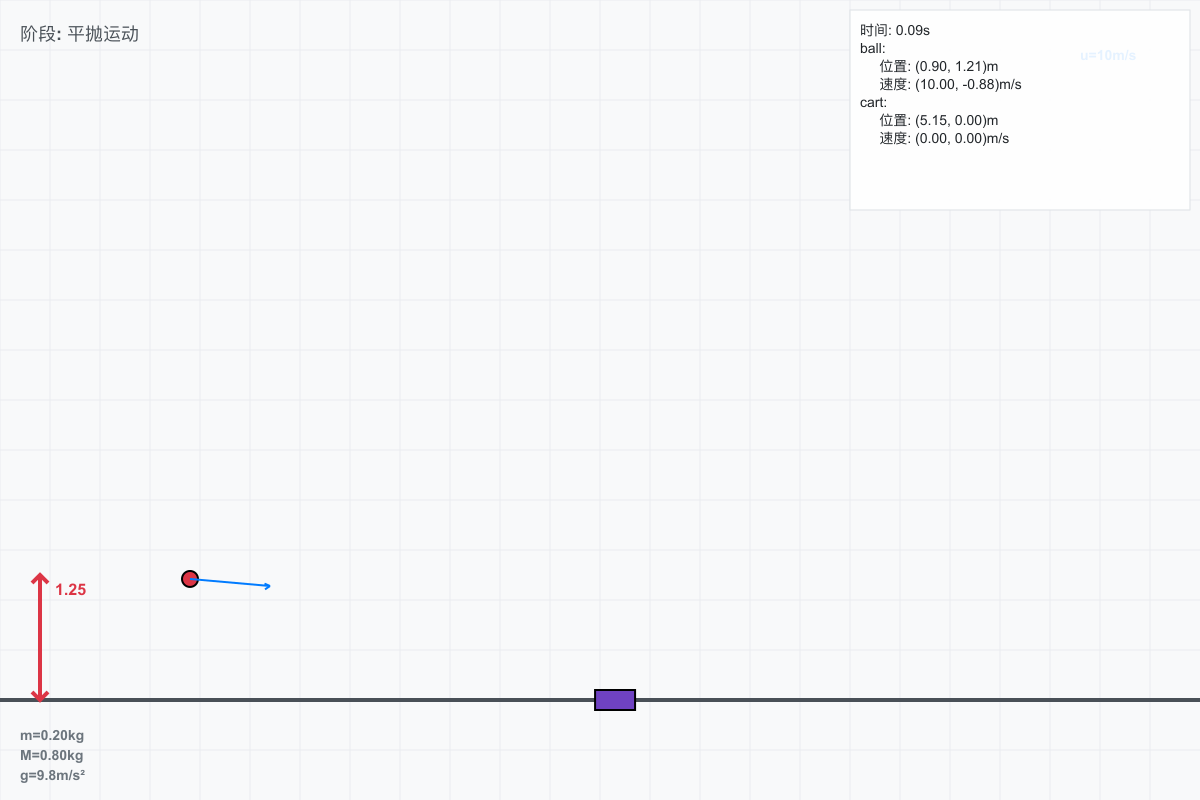 阶段: 平抛运动
时间: 0.09s
ball:
位置: (0.90, 1.21)m
速度: (10.00, -0.88)m/s
cart:
位置: (5.15, 0.00)m
速度: (0.00, 0.00)m/s
u=10m/s
1.25
m=0.20kg
M=0.80kg
g=9.8m/s²